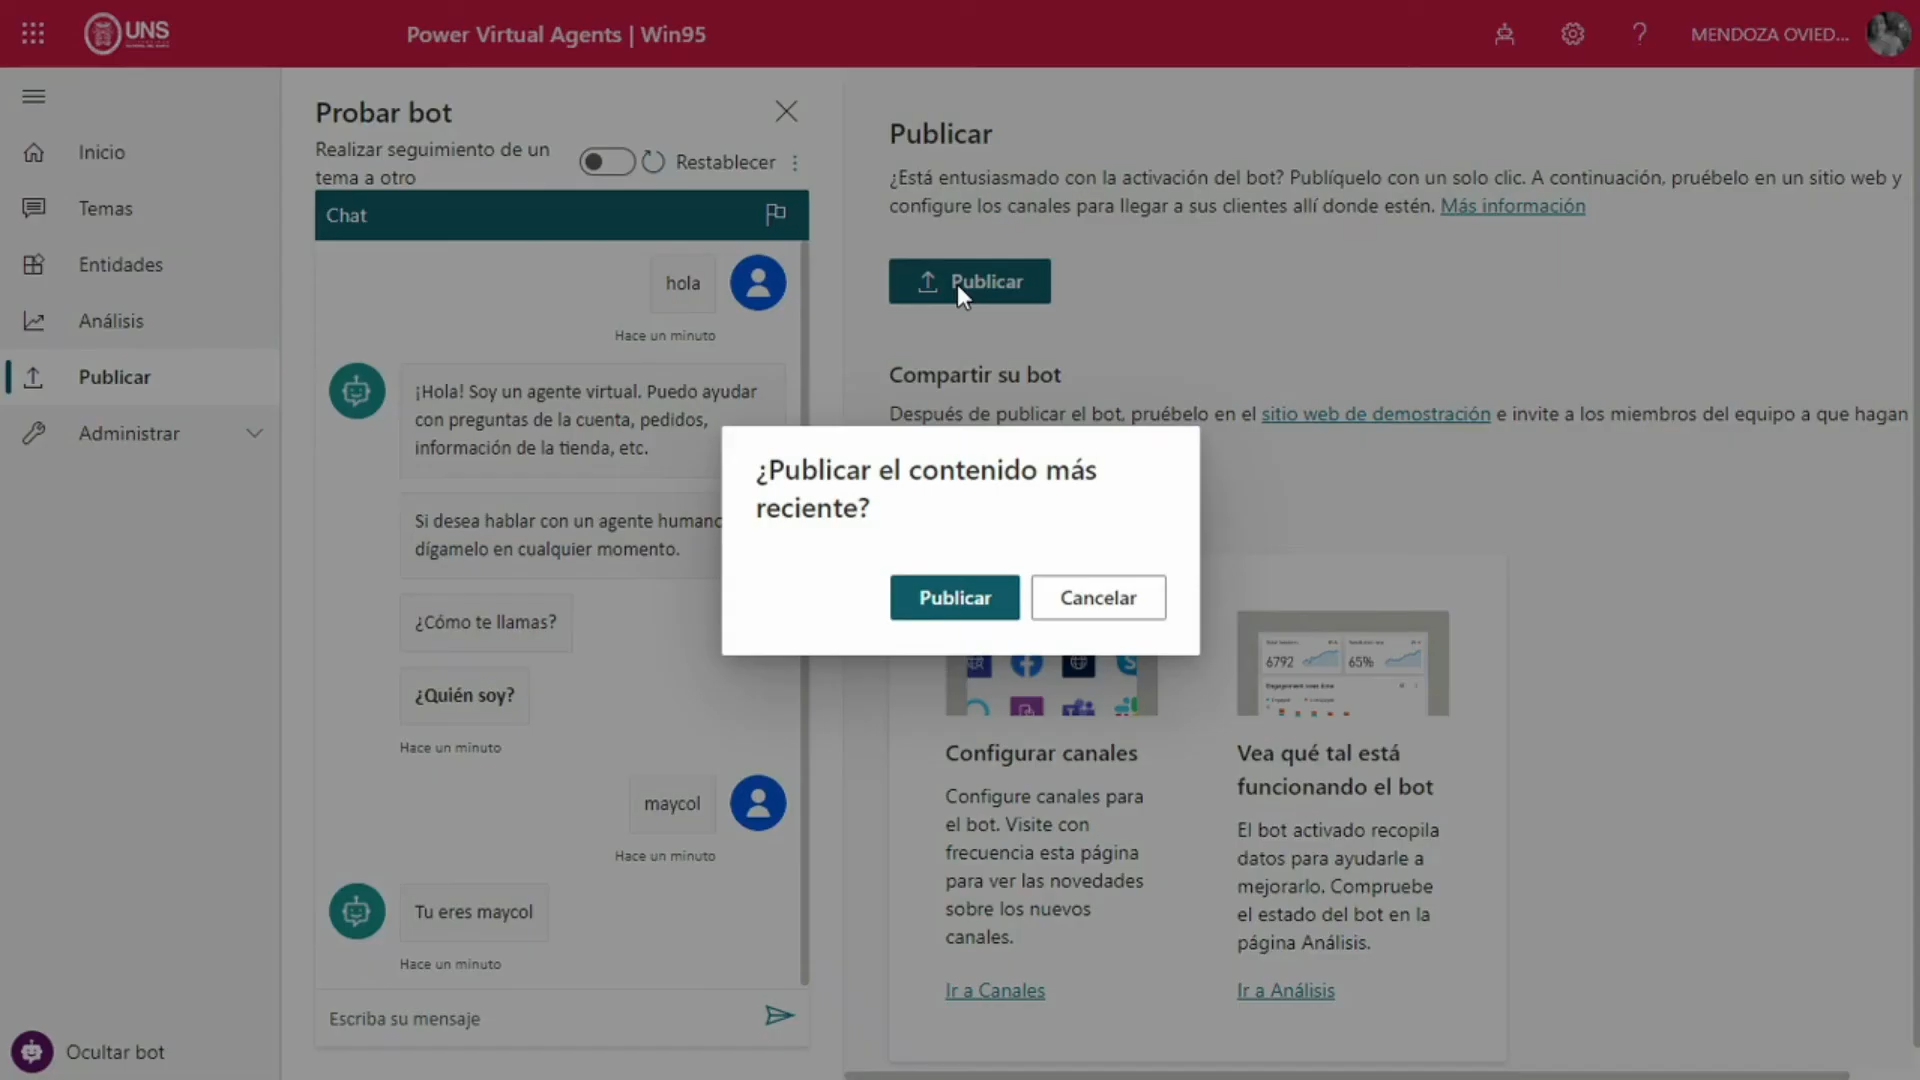 UNS
Power Virtual Agents | Win95
MENDOZA OVIED...
Inicio
Temas
Entidades
Análisis
Publicar
Administrar
Ocultar bot
Probar bot
Realizar seguimiento de un
tema a otro
Restablecer
Chat
hola
Hace un minuto
¡Hola! Soy un agente virtual. Puedo ayudar
con preguntas de la cuenta, pedidos,
información de la tienda, etc.
Si desea hablar con un agente humano
dígamelo en cualquier momento.
¿Cómo te llamas?
¿Quién soy?
Hace un minuto
maycol
Hace un minuto
Tu eres maycol
Hace un minuto
Escriba su mensaje
Publicar
¿Está entusiasmado con la activación del bot? Publíquelo con un solo clic. A continuación, pruébelo en un sitio web y
configure los canales para llegar a sus clientes allí donde estén. Más información
Publicar
Compartir su bot
Después de publicar el bot, pruébelo en el sitio web de demostración e invite a los miembros del equipo a que hagan
¿Publicar el contenido más
reciente?
Publicar
Cancelar
6792
65%
Configurar canales
Configure canales para
el bot. Visite con
frecuencia esta página
para ver las novedades
sobre los nuevos
canales.
Ir a Canales
Vea qué tal está
funcionando el bot
El bot activado recopila
datos para ayudarle a
mejorarlo. Compruebe
el estado del bot en la
página Análisis.
Ir a Análisis